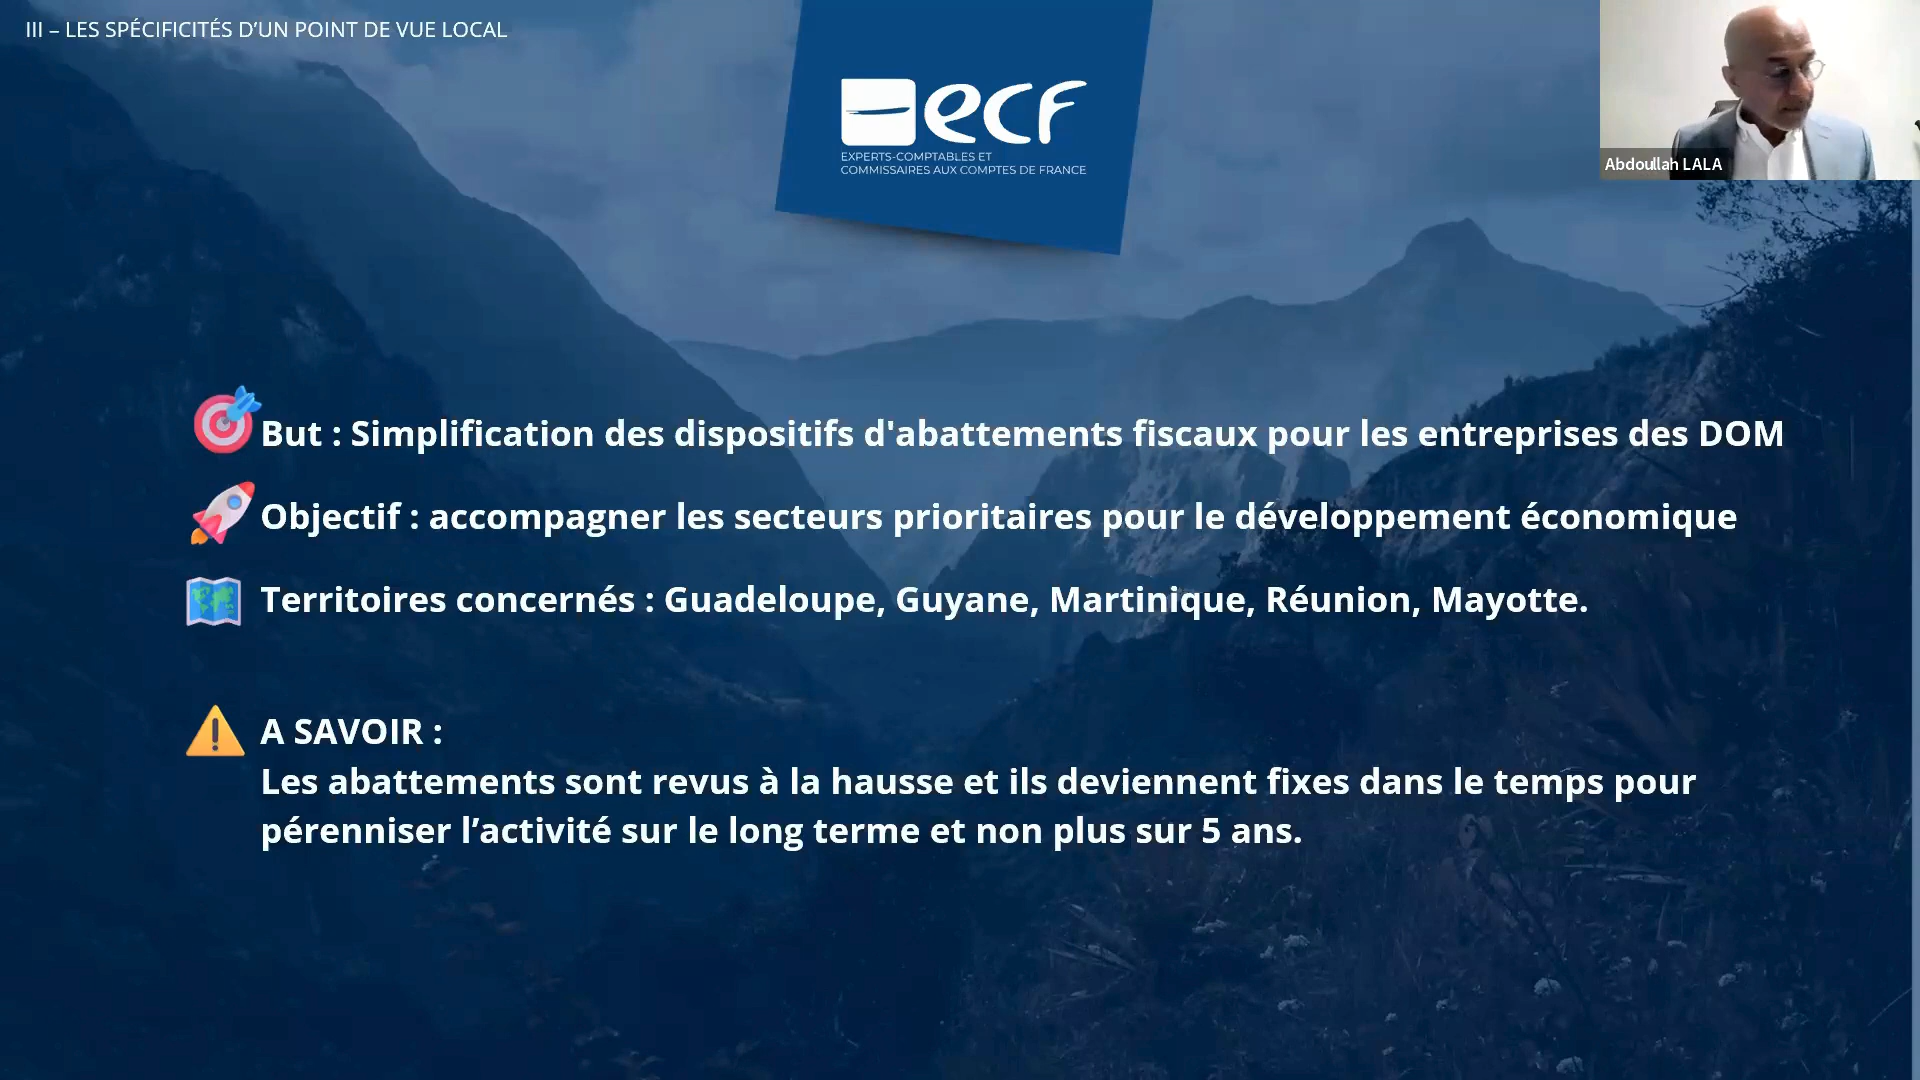 III – LES SPÉCIFICITÉS D’UN POINT DE VUE LOCAL
ecf
EXPERTS-COMPTABLES ET
COMMISSAIRES AUX COMPTES DE FRANCE
Abdoullah LALA
But : Simplification des dispositifs d'abattements fiscaux pour les entreprises des DOM
Objectif : accompagner les secteurs prioritaires pour le développement économique
Territoires concernés : Guadeloupe, Guyane, Martinique, Réunion, Mayotte.
A SAVOIR :
Les abattements sont revus à la hausse et ils deviennent fixes dans le temps pour
pérenniser l’activité sur le long terme et non plus sur 5 ans.